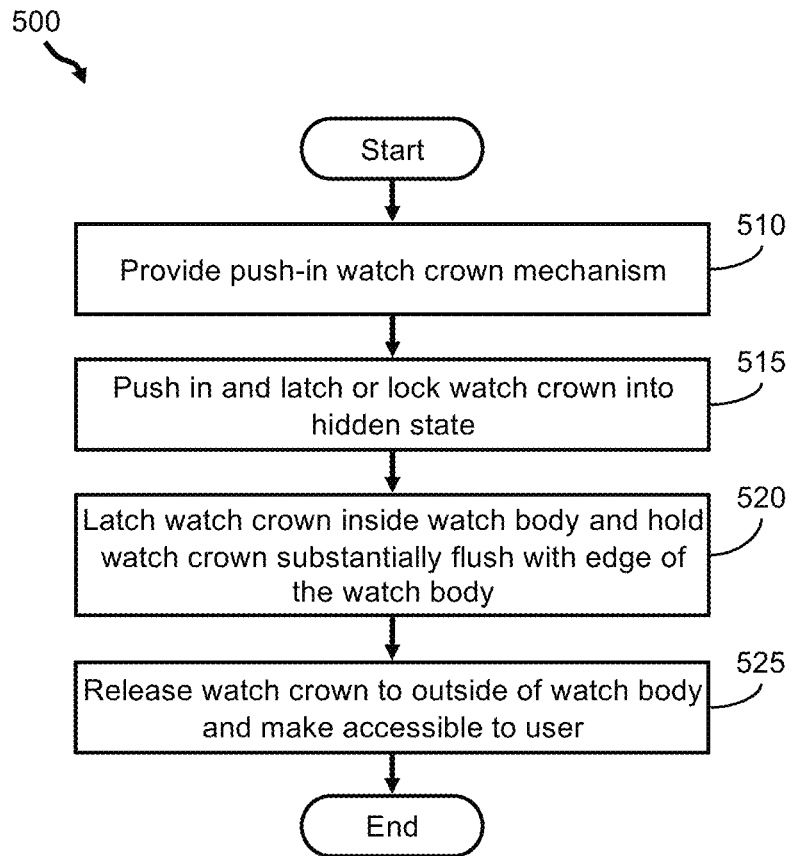 500
Start
510
Provide push-in watch crown mechanism
515
Push in and latch or lock watch crown into
hidden state
520
Latch watch crown inside watch body and hold
watch crown substantially flush with edge of
the watch body
525
Release watch crown to outside of watch body
and make accessible to user
End